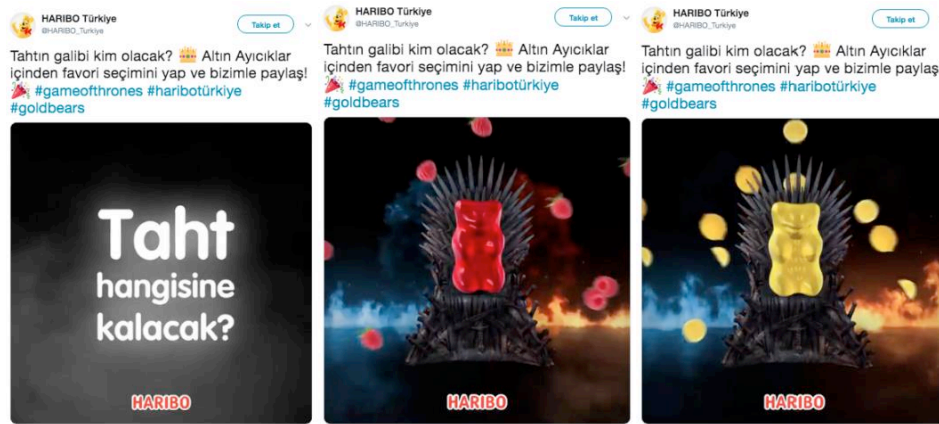 HARIBO Türkiye
@HARIBO_Turkiye
Takip et
Tahtın galibi kim olacak? Altın Ayıcıklar
içinden favori seçimini yap ve bizimle paylaş!
#gameofthrones #haribotürkiye
#goldbears
Taht
hangisine
kalacak?
HARIBO
HARIBO Türkiye
@HARIBO_Turkiye
Takip et
Tahtın galibi kim olacak? Altın Ayıcıklar
içinden favori seçimini yap ve bizimle paylaş!
#gameofthrones #haribotürkiye
#goldbears
HARIBO
HARIBO Türkiye
@HARIBO_Turkiye
Takip et
Tahtın galibi kim olacak? Altın Ayıcıklar
içinden favori seçimini yap ve bizimle paylaş
#gameofthrones #haribotürkiye
#goldbears
HARIBO